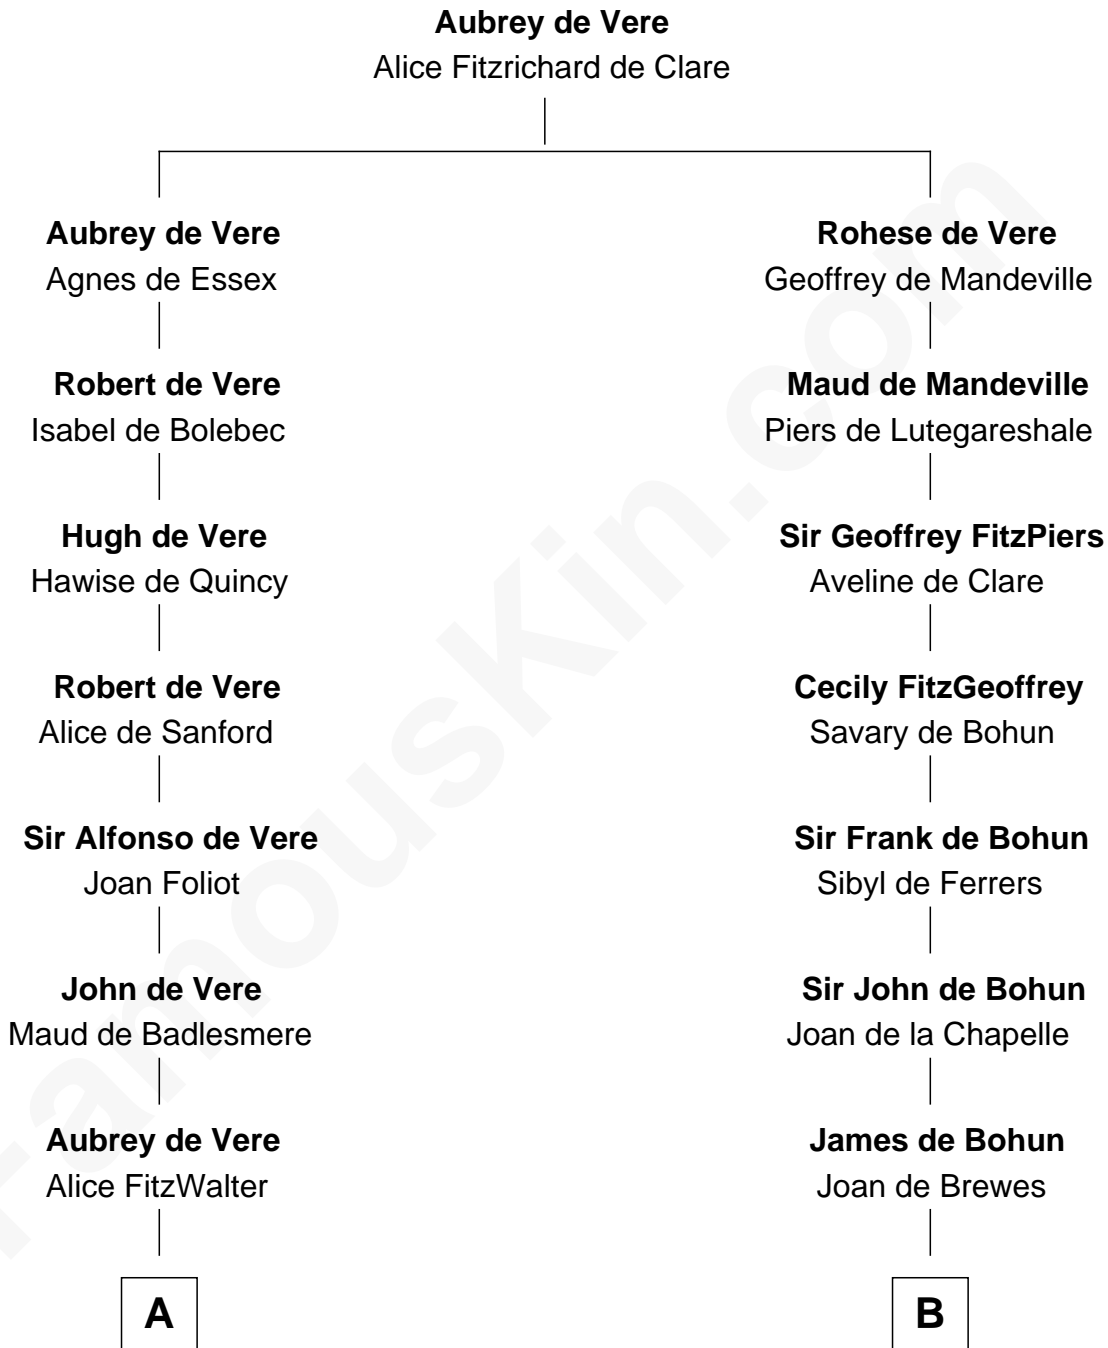 Aubrey de Vere
Alice Fitzrichard de Clare
Aubrey de Vere
Agnes de Essex
Robert de Vere
Isabel de Bolebec
Hugh de Vere
Hawise de Quincy
Robert de Vere
Alice de Sanford
Sir Alfonso de Vere
Joan Foliot
John de Vere
Maud de Badlesmere
Aubrey de Vere
Alice FitzWalter
A
Rohese de Vere
Geoffrey de Mandeville
Maud de Mandeville
Piers de Lutegareshale
Sir Geoffrey FitzPiers
Aveline de Clare
Cecily FitzGeoffrey
Savary de Bohun
Sir Frank de Bohun
Sibyl de Ferrers
Sir John de Bohun
Joan de la Chapelle
James de Bohun
Joan de Brewes
B
FamousKin.com